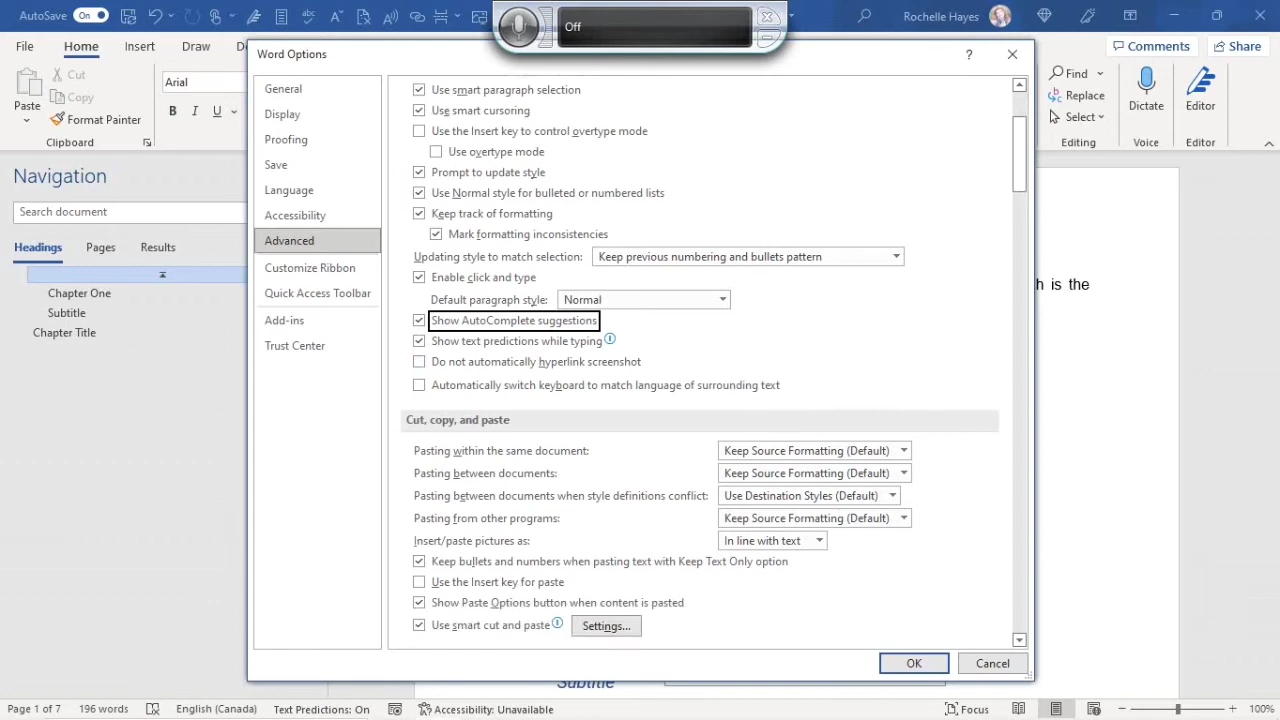 AutoSave On
Off
Rochelle Hayes
File Home Insert Draw
Comments Share
Paste
Cut
Copy
Format Painter
Clipboard
Arial
B I U
Find
Replace
Select
Editing
Dictate
Voice
Editor
Editor
Navigation
Search document
Headings Pages Results
Chapter One
Subtitle
Chapter Title
Word Options
General
Display
Proofing
Save
Language
Accessibility
Advanced
Customize Ribbon
Quick Access Toolbar
Add-ins
Trust Center
Use smart paragraph selection
Use smart cursoring
Use the Insert key to control overtype mode
Use overtype mode
Prompt to update style
Use Normal style for bulleted or numbered lists
Keep track of formatting
Mark formatting inconsistencies
Updating style to match selection: Keep previous numbering and bullets pattern
Enable click and type
Default paragraph style: Normal
Show AutoComplete suggestions
Show text predictions while typing
Do not automatically hyperlink screenshot
Automatically switch keyboard to match language of surrounding text
Cut, copy, and paste
Pasting within the same document: Keep Source Formatting (Default)
Pasting between documents: Keep Source Formatting (Default)
Pasting between documents when style definitions conflict: Use Destination Styles (Default)
Pasting from other programs: Keep Source Formatting (Default)
Insert/paste pictures as: In line with text
Keep bullets and numbers when pasting text with Keep Text Only option
Use the Insert key for paste
Show Paste Options button when content is pasted
Use smart cut and paste Settings...
OK Cancel
is the
Subtitle
Page 1 of 7 196 words English (Canada) Text Predictions: On Accessibility: Unavailable Focus 100%